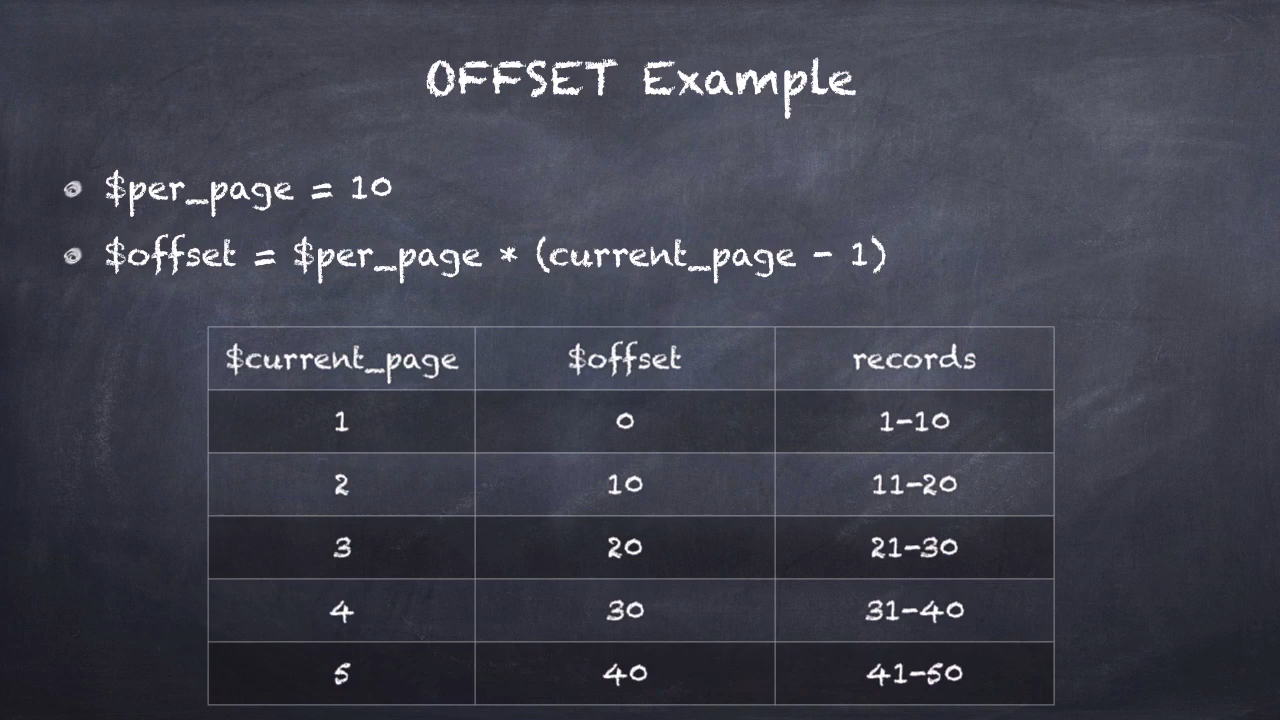 OFFSET Example
$per_page = 10
$offset = $per_page * (current_page - 1)
$current_page $offset records
1 0 1-10
2 10 11-20
3 20 21-30
4 30 31-40
5 40 41-50